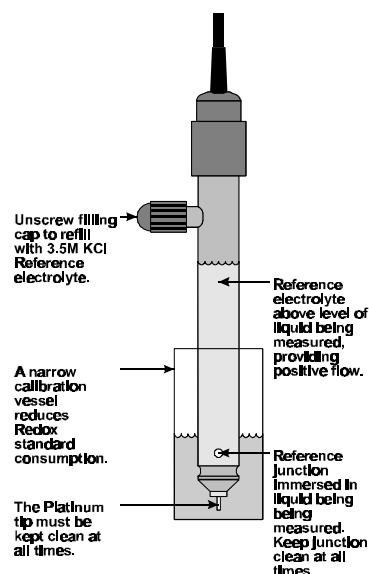 Unscrew filling
cap to refill
with 3.5M KCl
Reference
electrolyte.
Reference
electrolyte
above level of
liquid being
measured,
providing
positive flow.
A narrow
calibration
vessel
reduces
Redox
standard
consumption.
Reference
junction
immersed in
liquid being
being
measured.
Keep junction
clean at all
times
The Platinum
tip must be
kept clean at
all times.